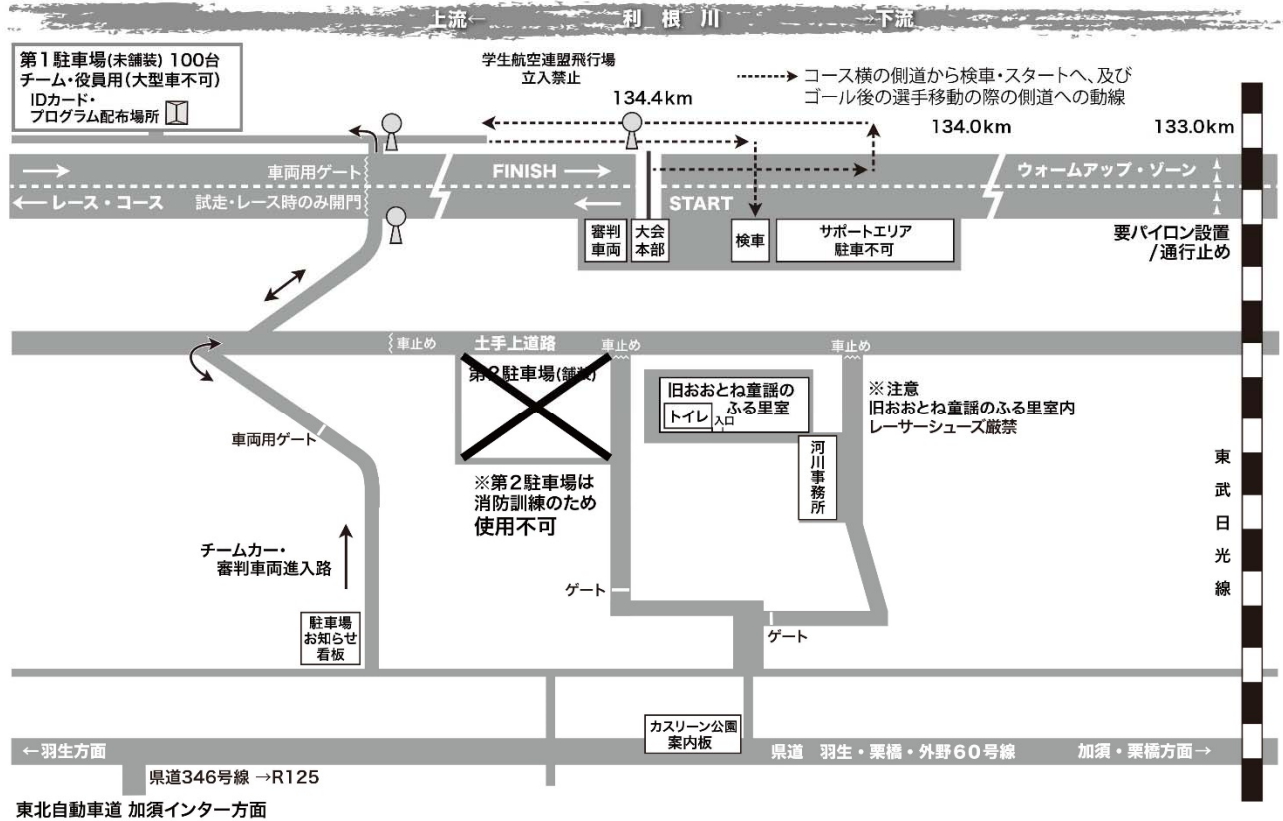 上流←
利根川
→下流
第1駐車場(未舗装) 100台
チーム・役員用(大型車不可)
IDカード・
プログラム配布場所
学生航空連盟飛行場
立入禁止
コース横の側道から検車・スタートへ、及び
ゴール後の選手移動の際の側道への動線
134.4km
134.0km
133.0km
車両用ゲート
FINISH
ウォームアップ・ゾーン
レース・コース
試走・レース時のみ開門
START
審判
車両
大会
本部
検車
サポートエリア
駐車不可
要パイロン設置
/通行止め
車止め
土手上道路
車止め
車止め
第2駐車場(舗装)
旧おおとね童謡の
ふる里室
トイレ
入口
※注意
旧おおとね童謡のふる里室内
レーサーシューズ厳禁
車両用ゲート
河川事務所
※第2駐車場は
消防訓練のため
使用不可
東武日光線
チームカー・
審判車両進入路
ゲート
駐車場
お知らせ
看板
ゲート
カスリーン公園
案内板
←羽生方面
県道 羽生・栗橋・外野60号線
加須・栗橋方面→
県道346号線 →R125
東北自動車道 加須インター方面